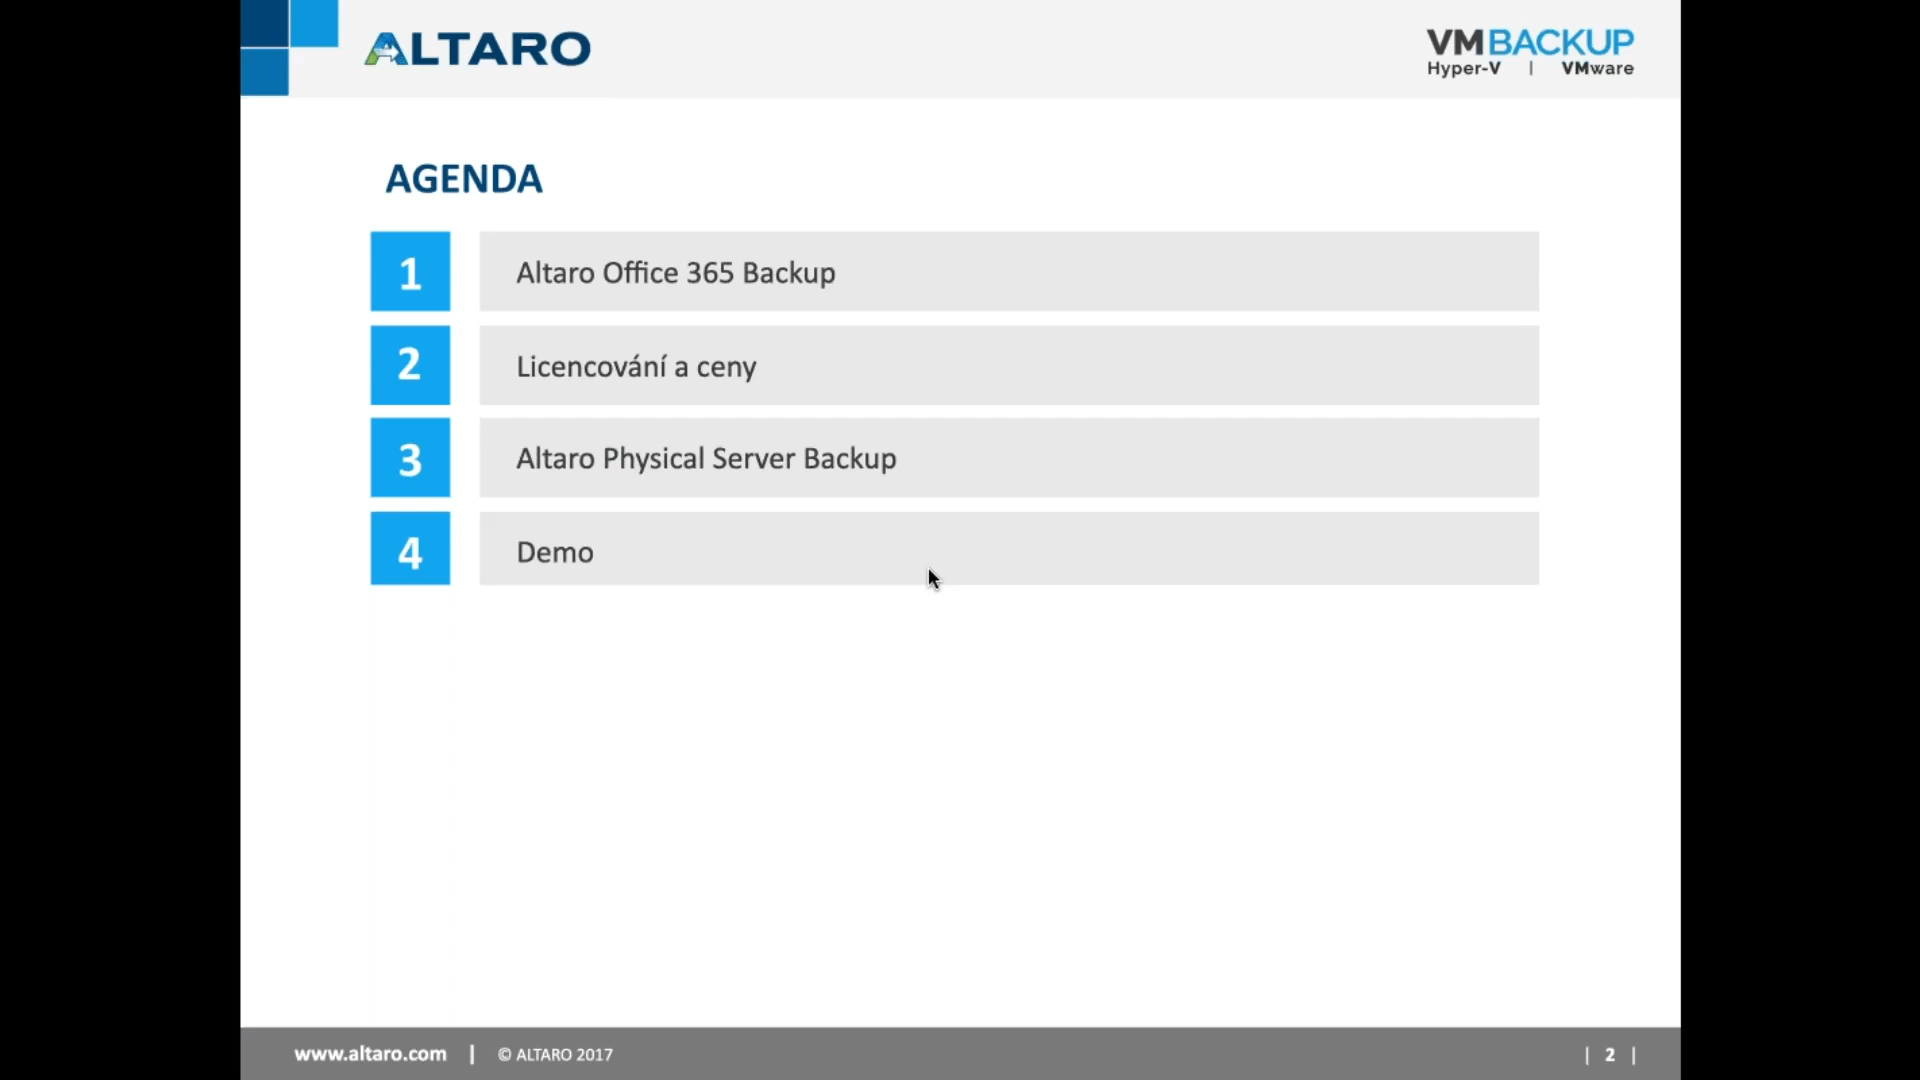 ALTARO
VMBACKUP
Hyper-V | VMware
AGENDA
1 Altaro Office 365 Backup
2 Licencování a ceny
3 Altaro Physical Server Backup
4 Demo
www.altaro.com | © ALTARO 2017 | 2 |